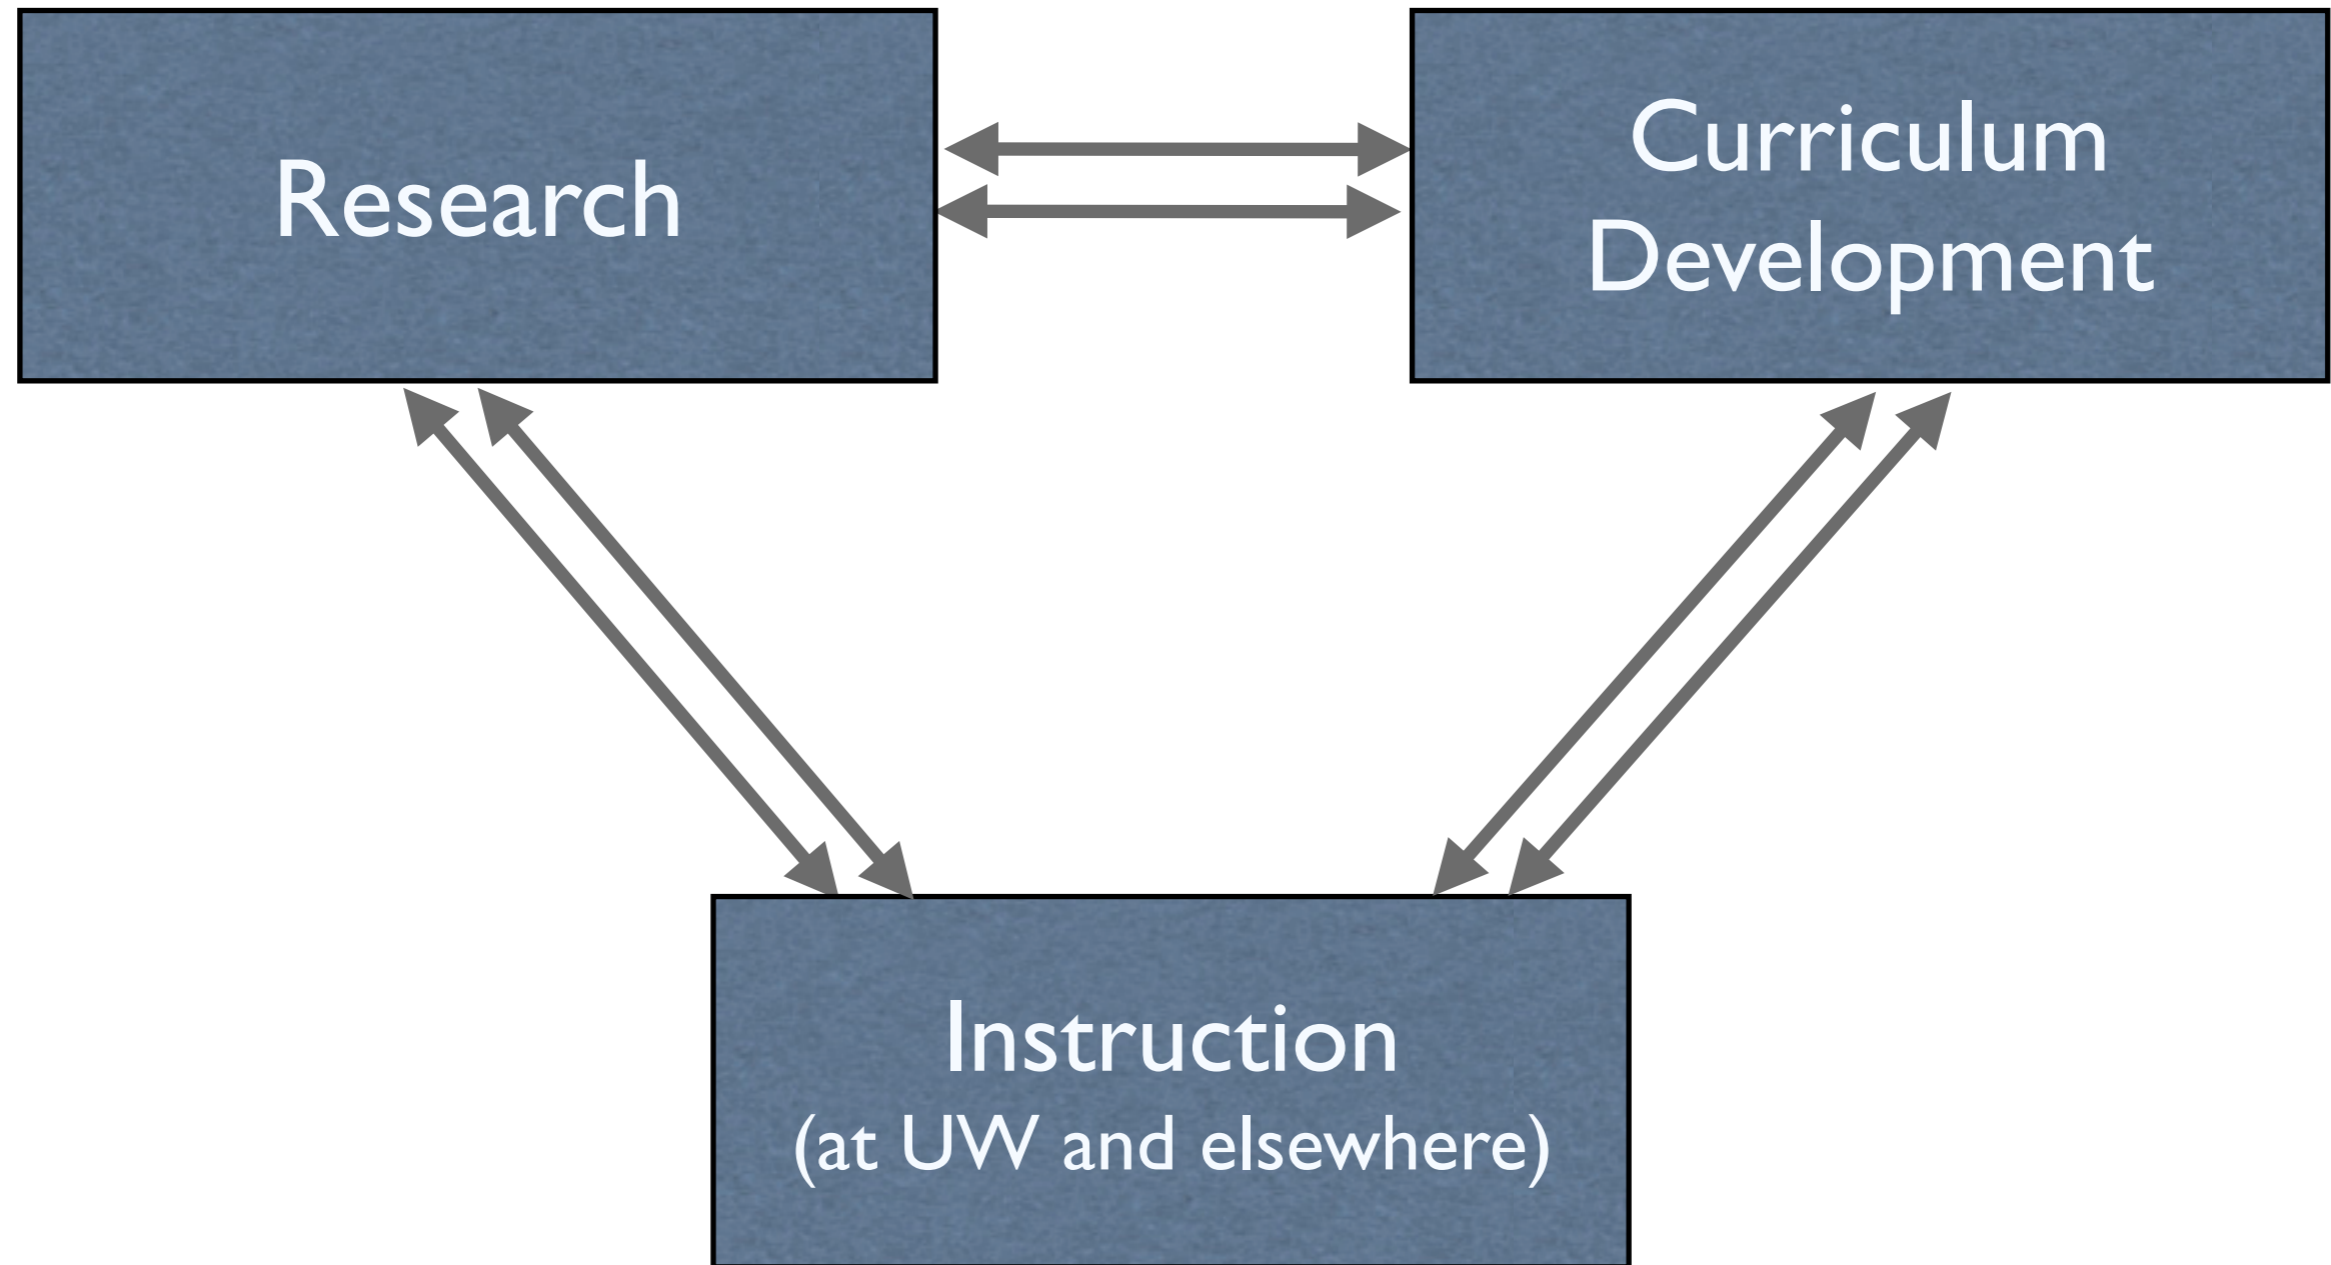 Research
Curriculum
Development
Instruction
(at UW and elsewhere)